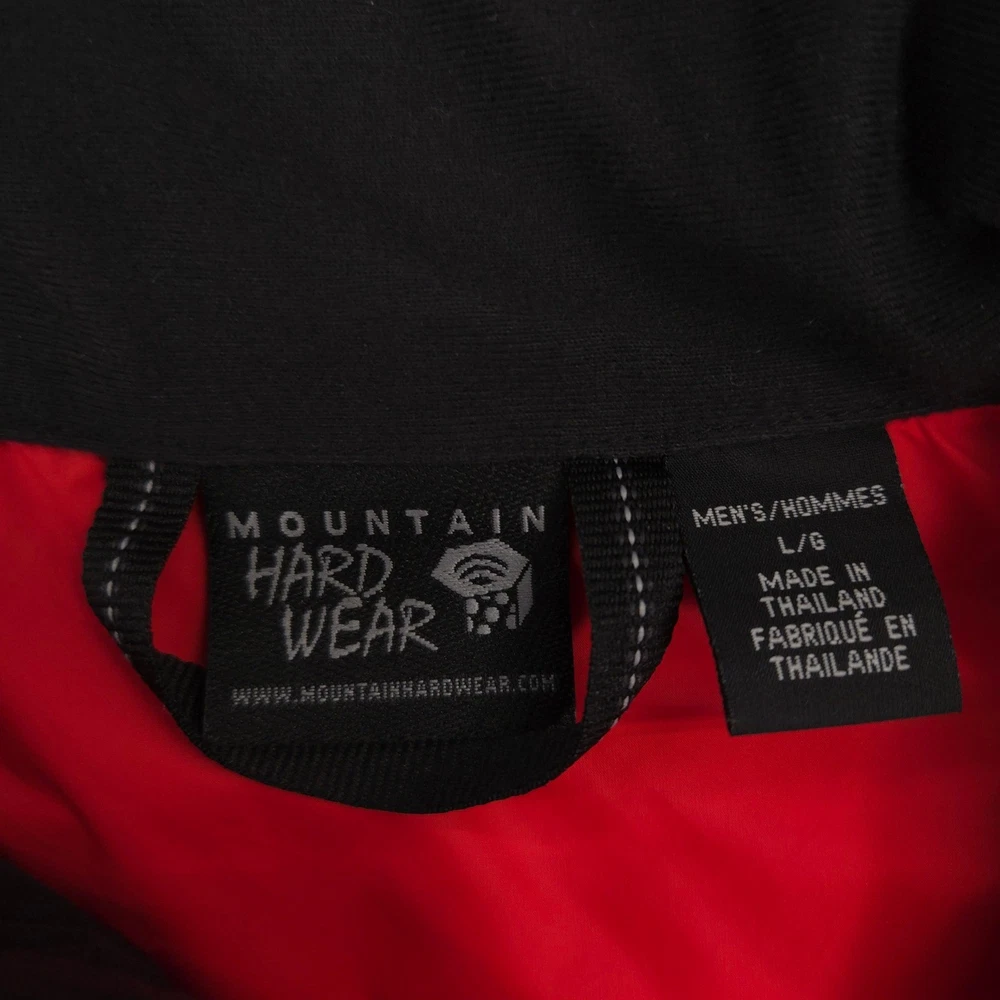 MOUNTAIN
HARD
WEAR
WWW.MOUNTAINHARDWEAR.COM
MEN'S/HOMMES
L/G
MADE IN
THAILAND
FABRIQUÉ EN
THAILANDE